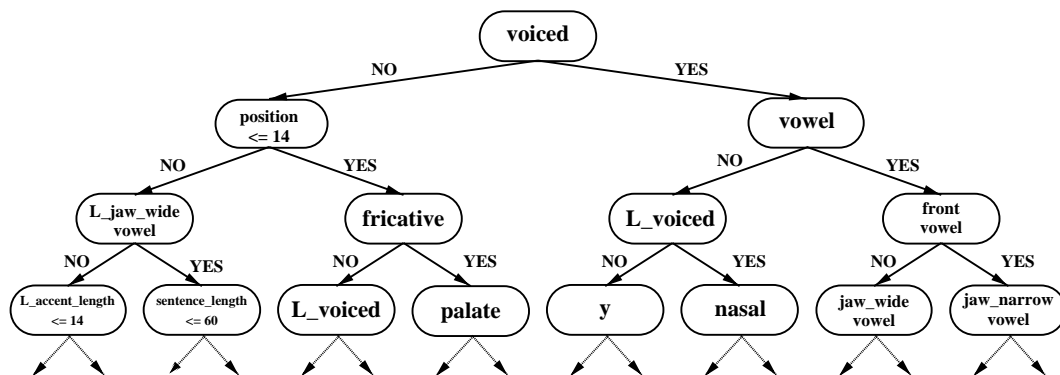 voiced
NO
YES
position
<= 14
vowel
NO
YES
NO
YES
L_jaw_wide
vowel
fricative
L_voiced
front
vowel
NO
YES
NO
YES
NO
YES
NO
YES
L_accent_length
<= 14
sentence_length
<= 60
L_voiced
palate
y
nasal
jaw_wide
vowel
jaw_narrow
vowel